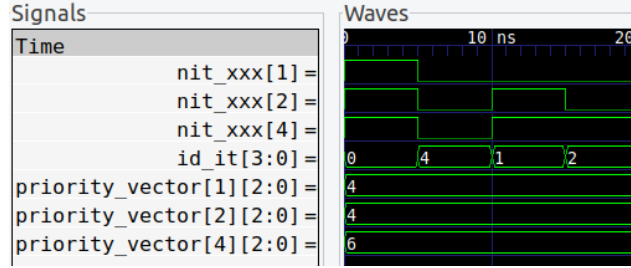 Signals
Waves
Time
10 ns
20
nit_xxx[1]=
nit_xxx[2]=
nit_xxx[4]=
id_it[3:0]= 0 4 1 2
priority_vector[1][2:0]= 4
priority_vector[2][2:0]= 4
priority_vector[4][2:0]= 6